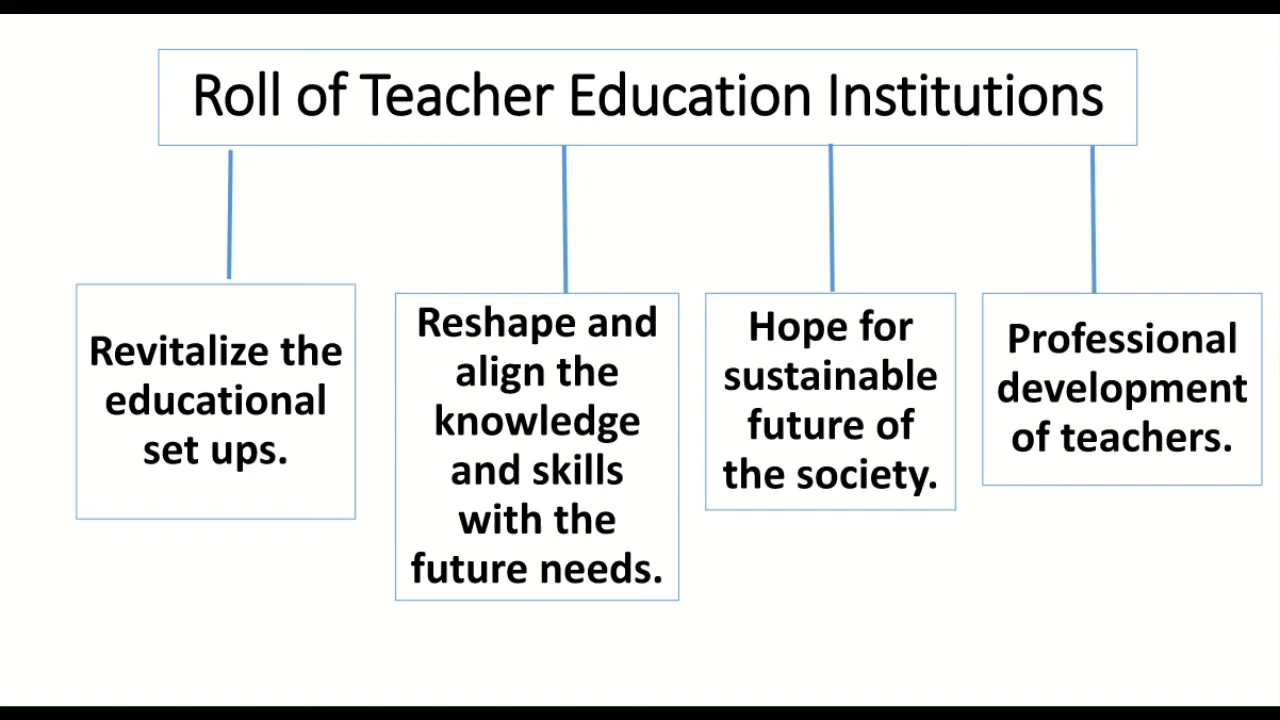 Roll of Teacher Education Institutions
Revitalize the
educational
set ups.
Reshape and
align the
knowledge
and skills
with the
future needs.
Hope for
sustainable
future of
the society.
Professional
development
of teachers.